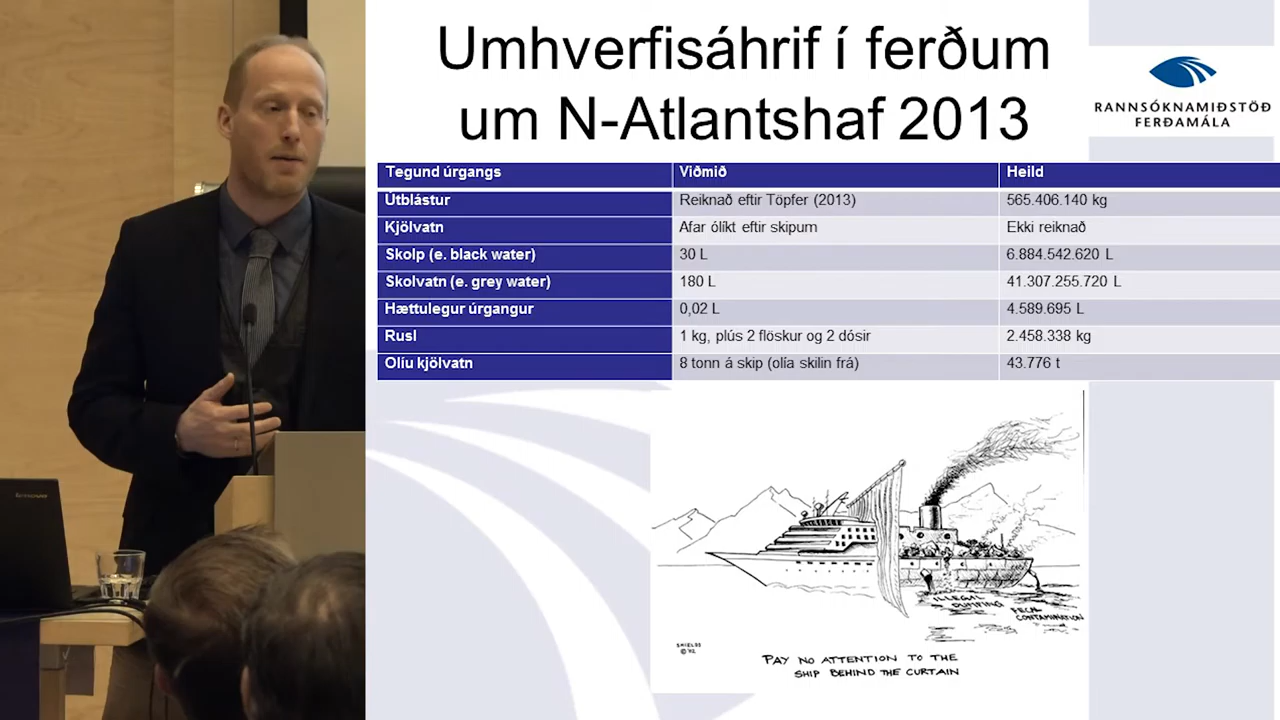 Umhverfisáhrif í ferðum
um N-Atlantshaf 2013
RANNSÓKNAMIÐSTÖÐ
FERÐAMÁLA
Tegund úrgangs Viðmið Heild
Útblástur Reiknað eftir Töpfer (2013) 565.406.140 kg
Kjölvatn Afar ólíkt eftir skipum Ekki reiknað
Skolp (e. black water) 30 L 6.884.542.620 L
Skolvatn (e. grey water) 180 L 41.307.255.720 L
Hættulegur úrgangur 0,02 L 4.589.695 L
Rusl 1 kg, plús 2 flöskur og 2 dósir 2.458.338 kg
Olíu kjölvatn 8 tonn á skip (olía skilin frá) 43.776 t
ILLEGAL
DUMPING
FECAL
CONTAMINATION
SHIELDS
©'02
PAY NO ATTENTION TO THE
SHIP BEHIND THE CURTAIN